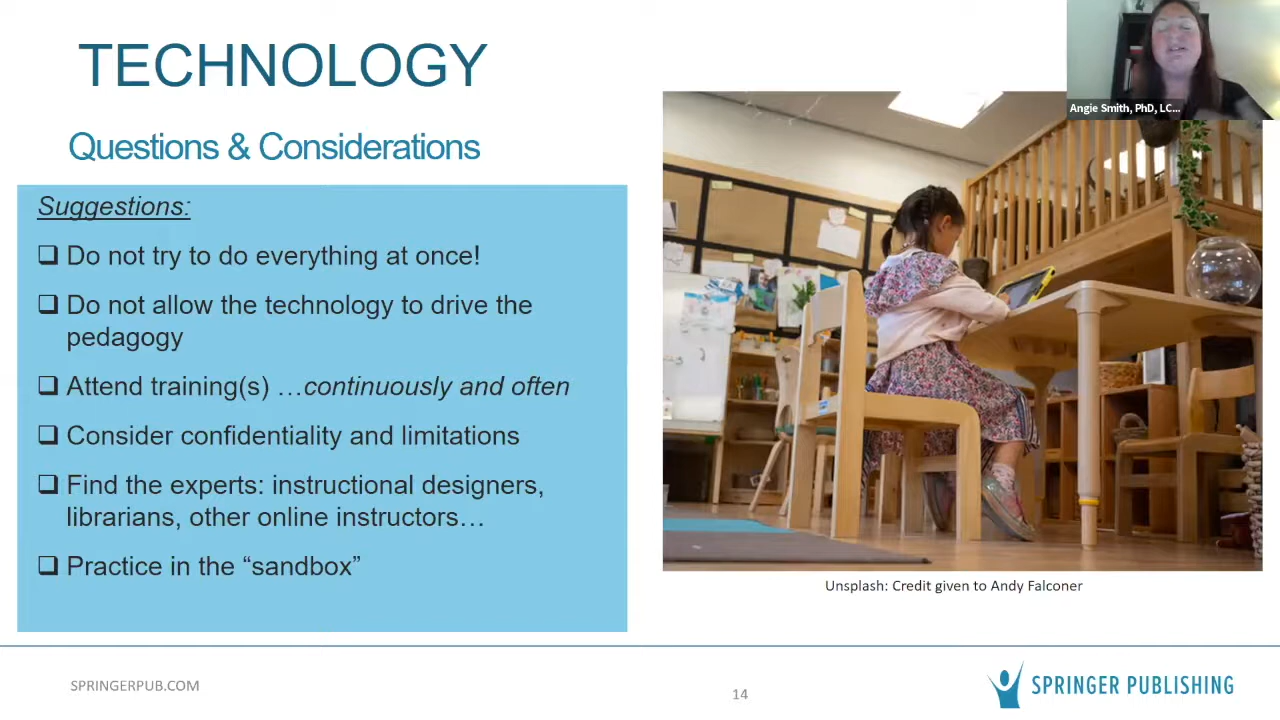 TECHNOLOGY
Questions & Considerations
Suggestions:
Do not try to do everything at once!
Do not allow the technology to drive the
pedagogy
Attend training(s) …continuously and often
Consider confidentiality and limitations
Find the experts: instructional designers,
librarians, other online instructors…
Practice in the “sandbox”
Angie Smith, PhD, LC...
Unsplash: Credit given to Andy Falconer
SPRINGERPUB.COM
14
SPRINGER PUBLISHING